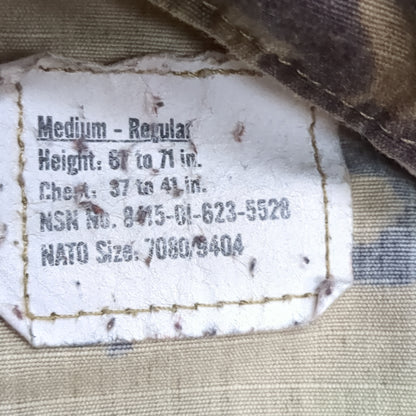 Medium - Regular
Height: 67 to 71 in.
Chest: 37 to 41 in.
NSN No. 8415-01-623-5528
NATO Size: 7080/9404